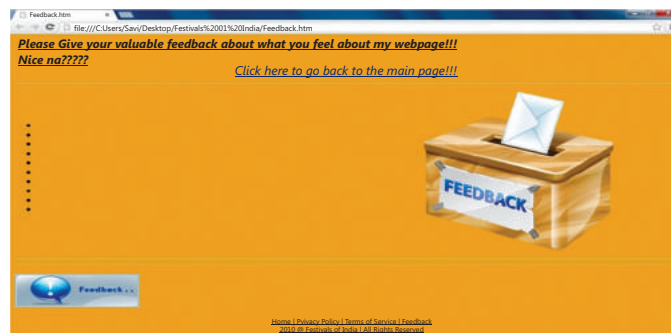 Feedback.htm
file:///C:/Users/Savi/Desktop/Festivals%2001%20India/Feedback.htm
Please Give your valuable feedback about what you feel about my webpage!!!
Nice na?????
Click here to go back to the main page!!!
FEEDBACK
Feedback..
Home | Privacy Policy | Terms of Service | Feedback
2010 @ Festivals of India | All Rights Reserved